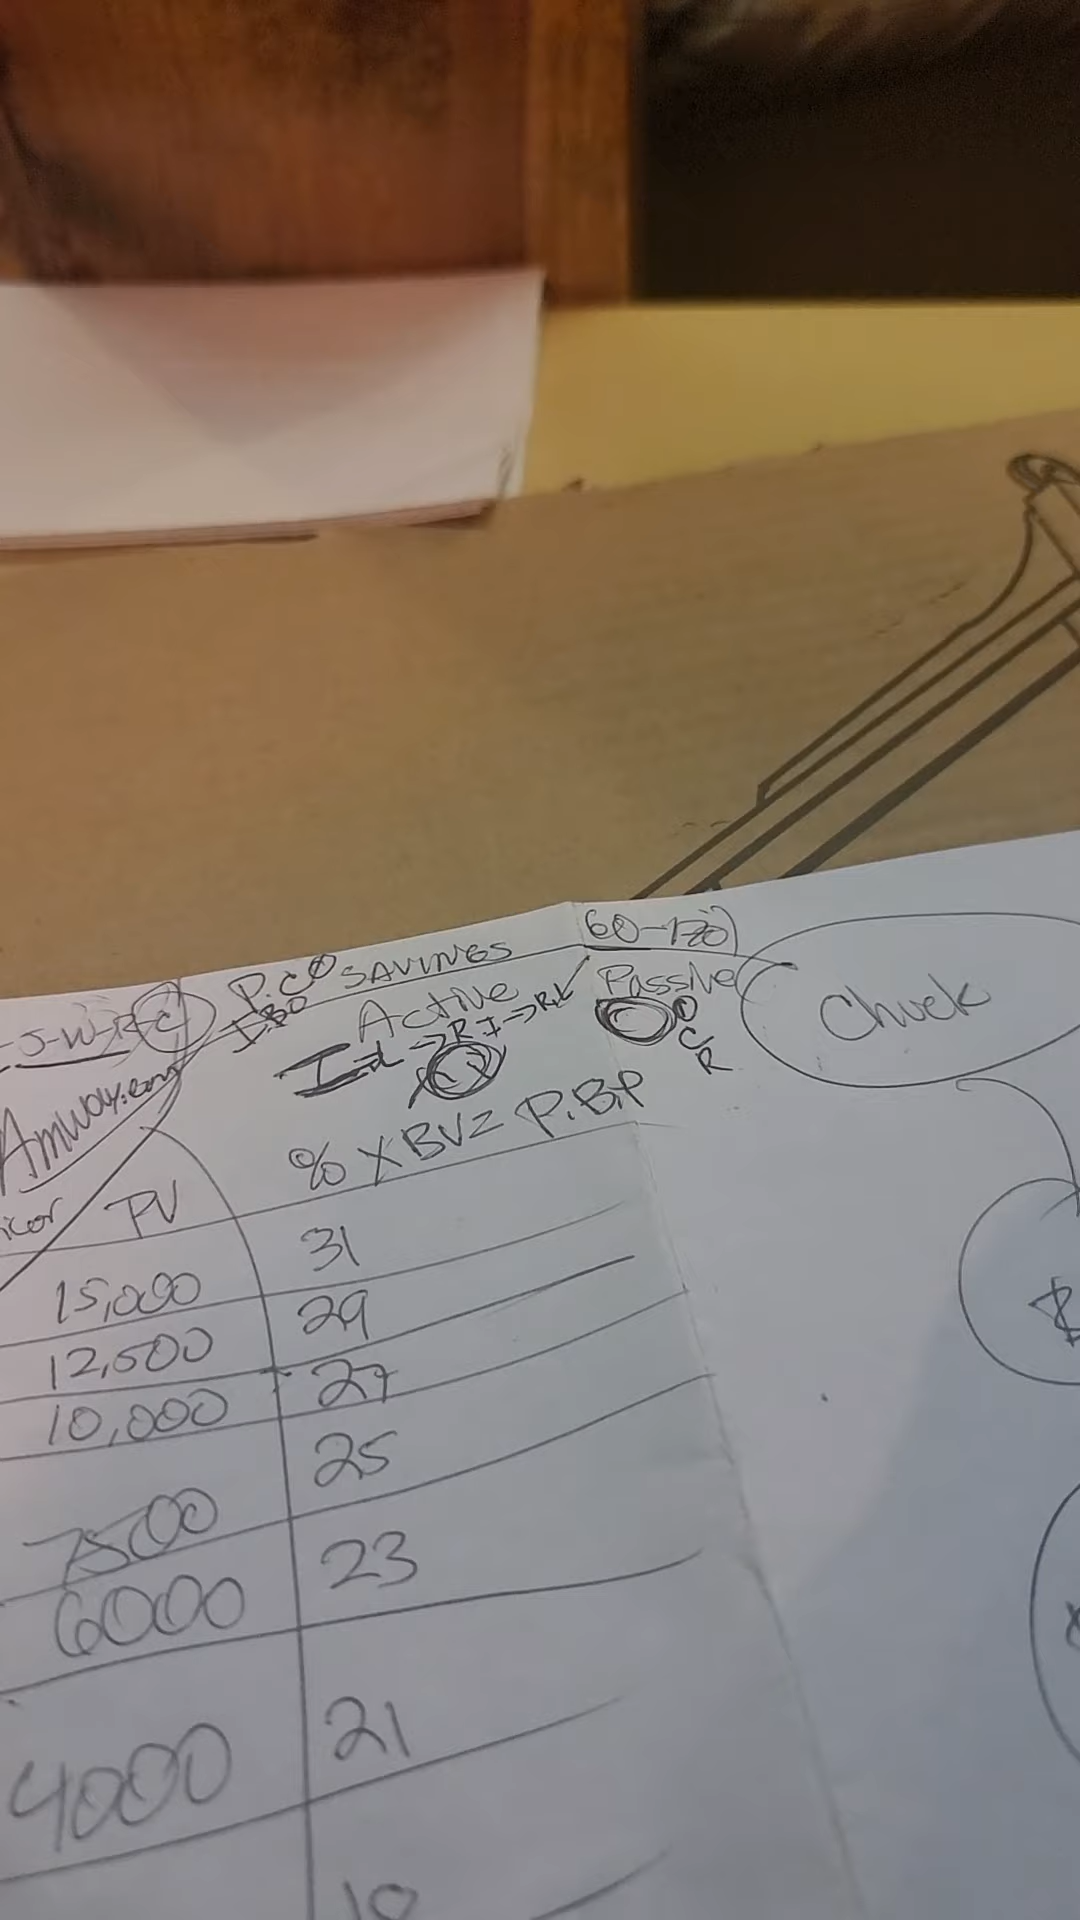 60-120
P.C SAVINGS
J-W-R-C
I.B.O
Active
Passive
Chuck
C
R
Amway.com
% X BV = P.B.P
PV
31
15,000
29
12,500
27
10,000
25
7500
23
6000
21
4000
$